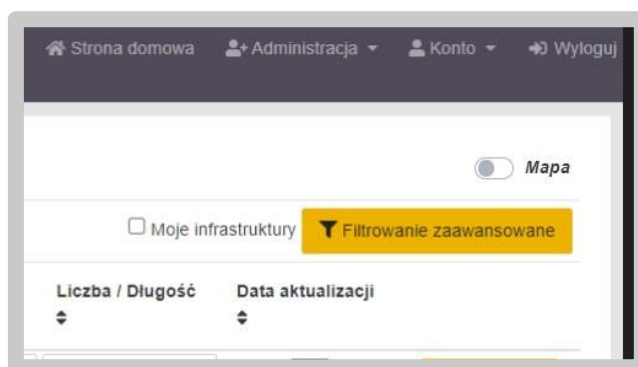 Strona domowa Administracja Konto Wyloguj
Mapa
Moje infrastruktury Filtrowanie zaawansowane
Liczba / Długość Data aktualizacji